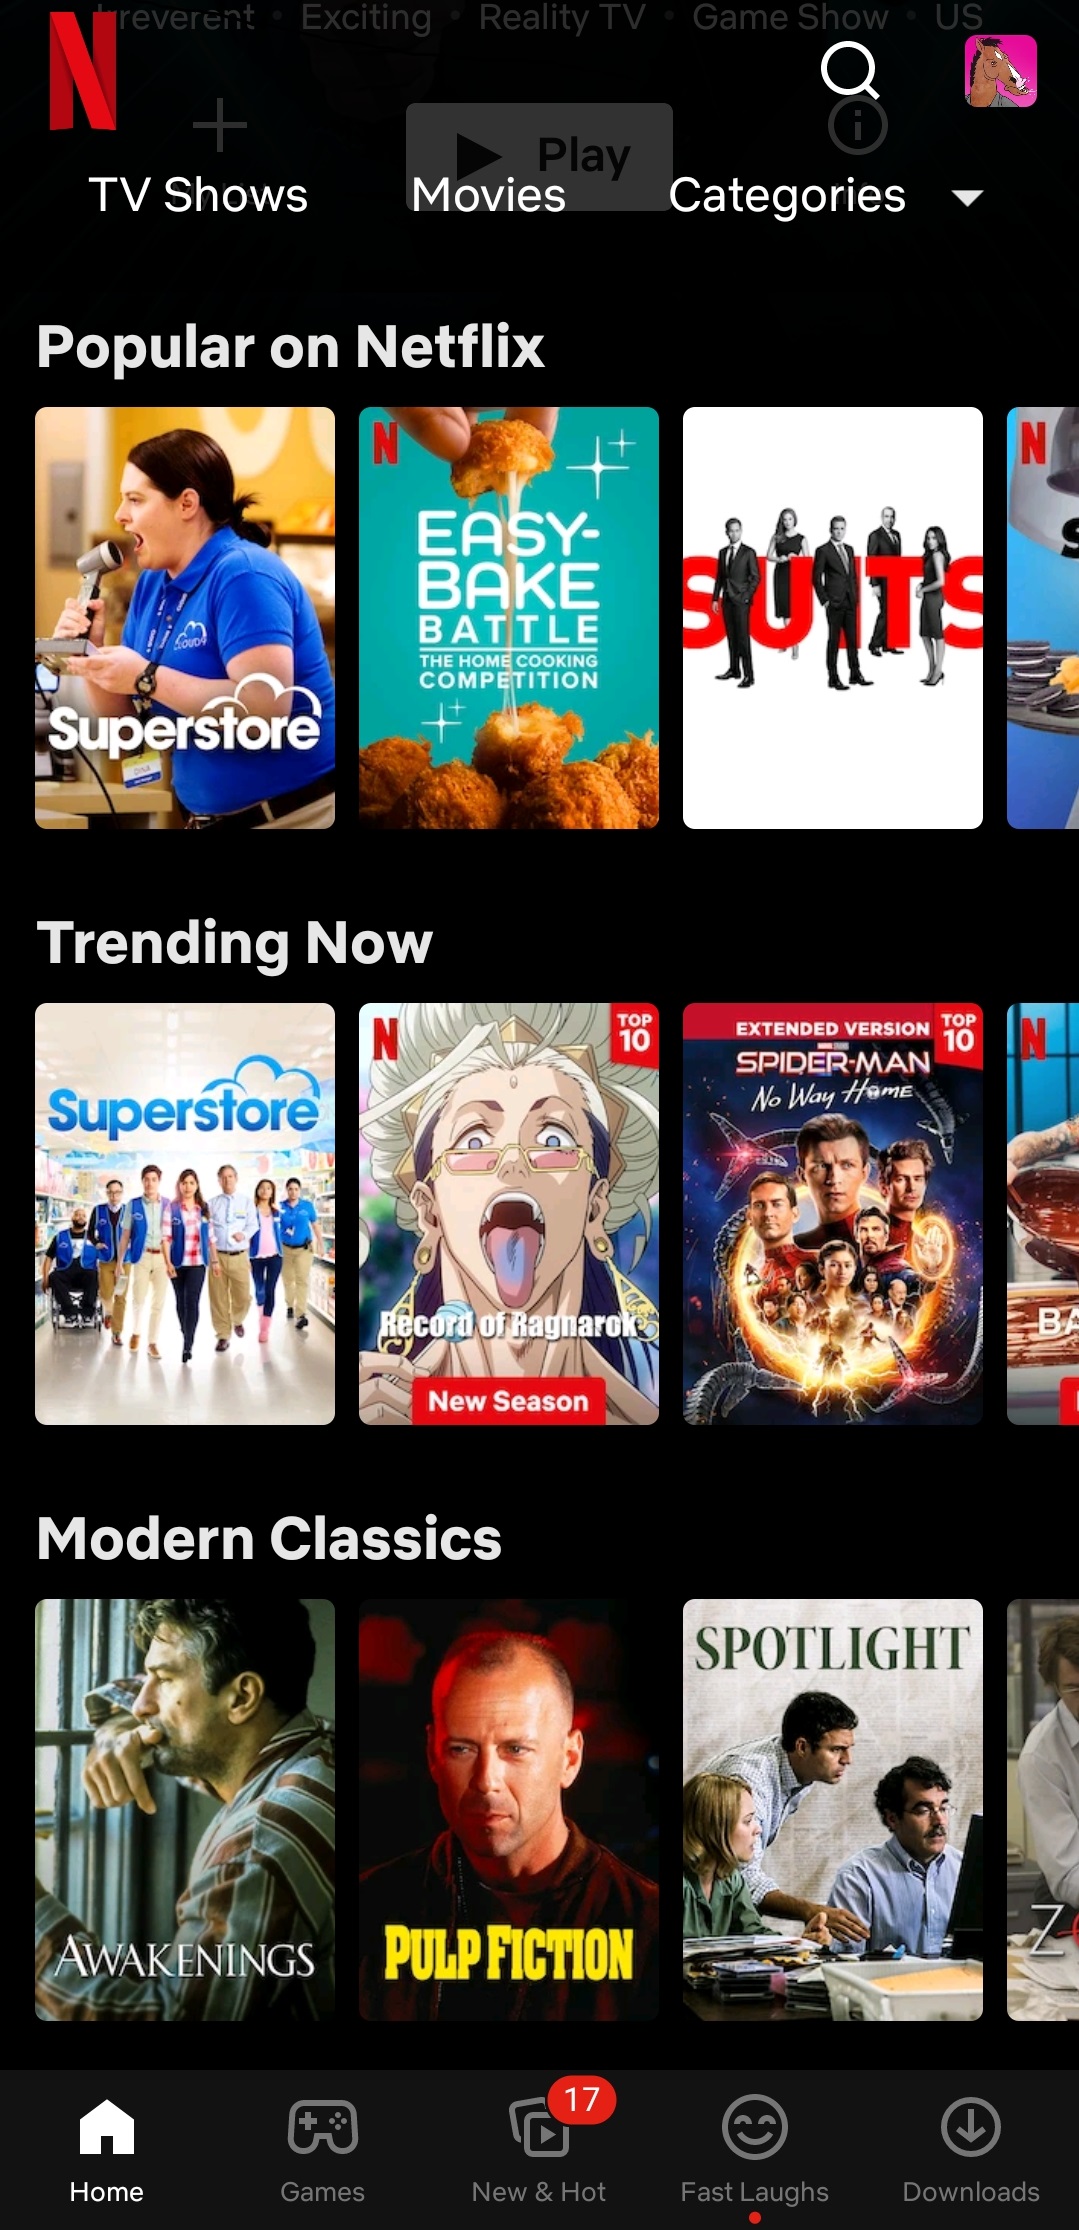 Irreverent • Exciting • Reality TV • Game Show • US
Play
TV Shows Movies Categories
Popular on Netflix
CLOUD9
DINA
Superstore
EASY-
BAKE
BATTLE
THE HOME COOKING
COMPETITION
SUITS
Trending Now
Superstore
TOP
10
Record of Ragnarok
New Season
EXTENDED VERSION
TOP
10
SPIDER-MAN
No Way Home
BA
Modern Classics
AWAKENINGS
PULP FICTION
SPOTLIGHT
Z
17
Home Games New & Hot Fast Laughs Downloads